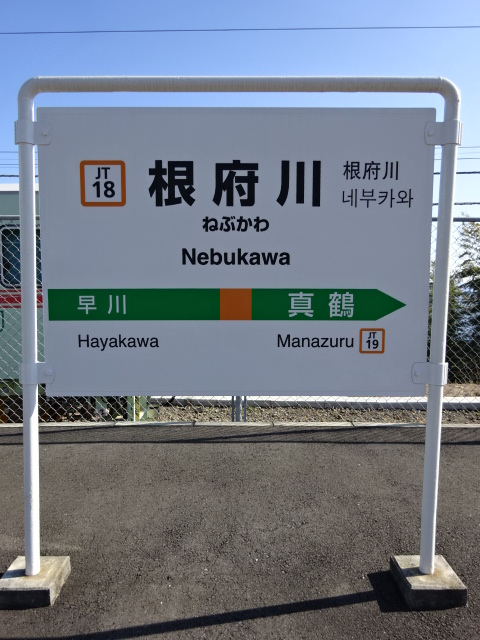 JT
18
根府川
根府川
네부카와
ねぶかわ
Nebukawa
早川
真鶴
Hayakawa
Manazuru
JT
19